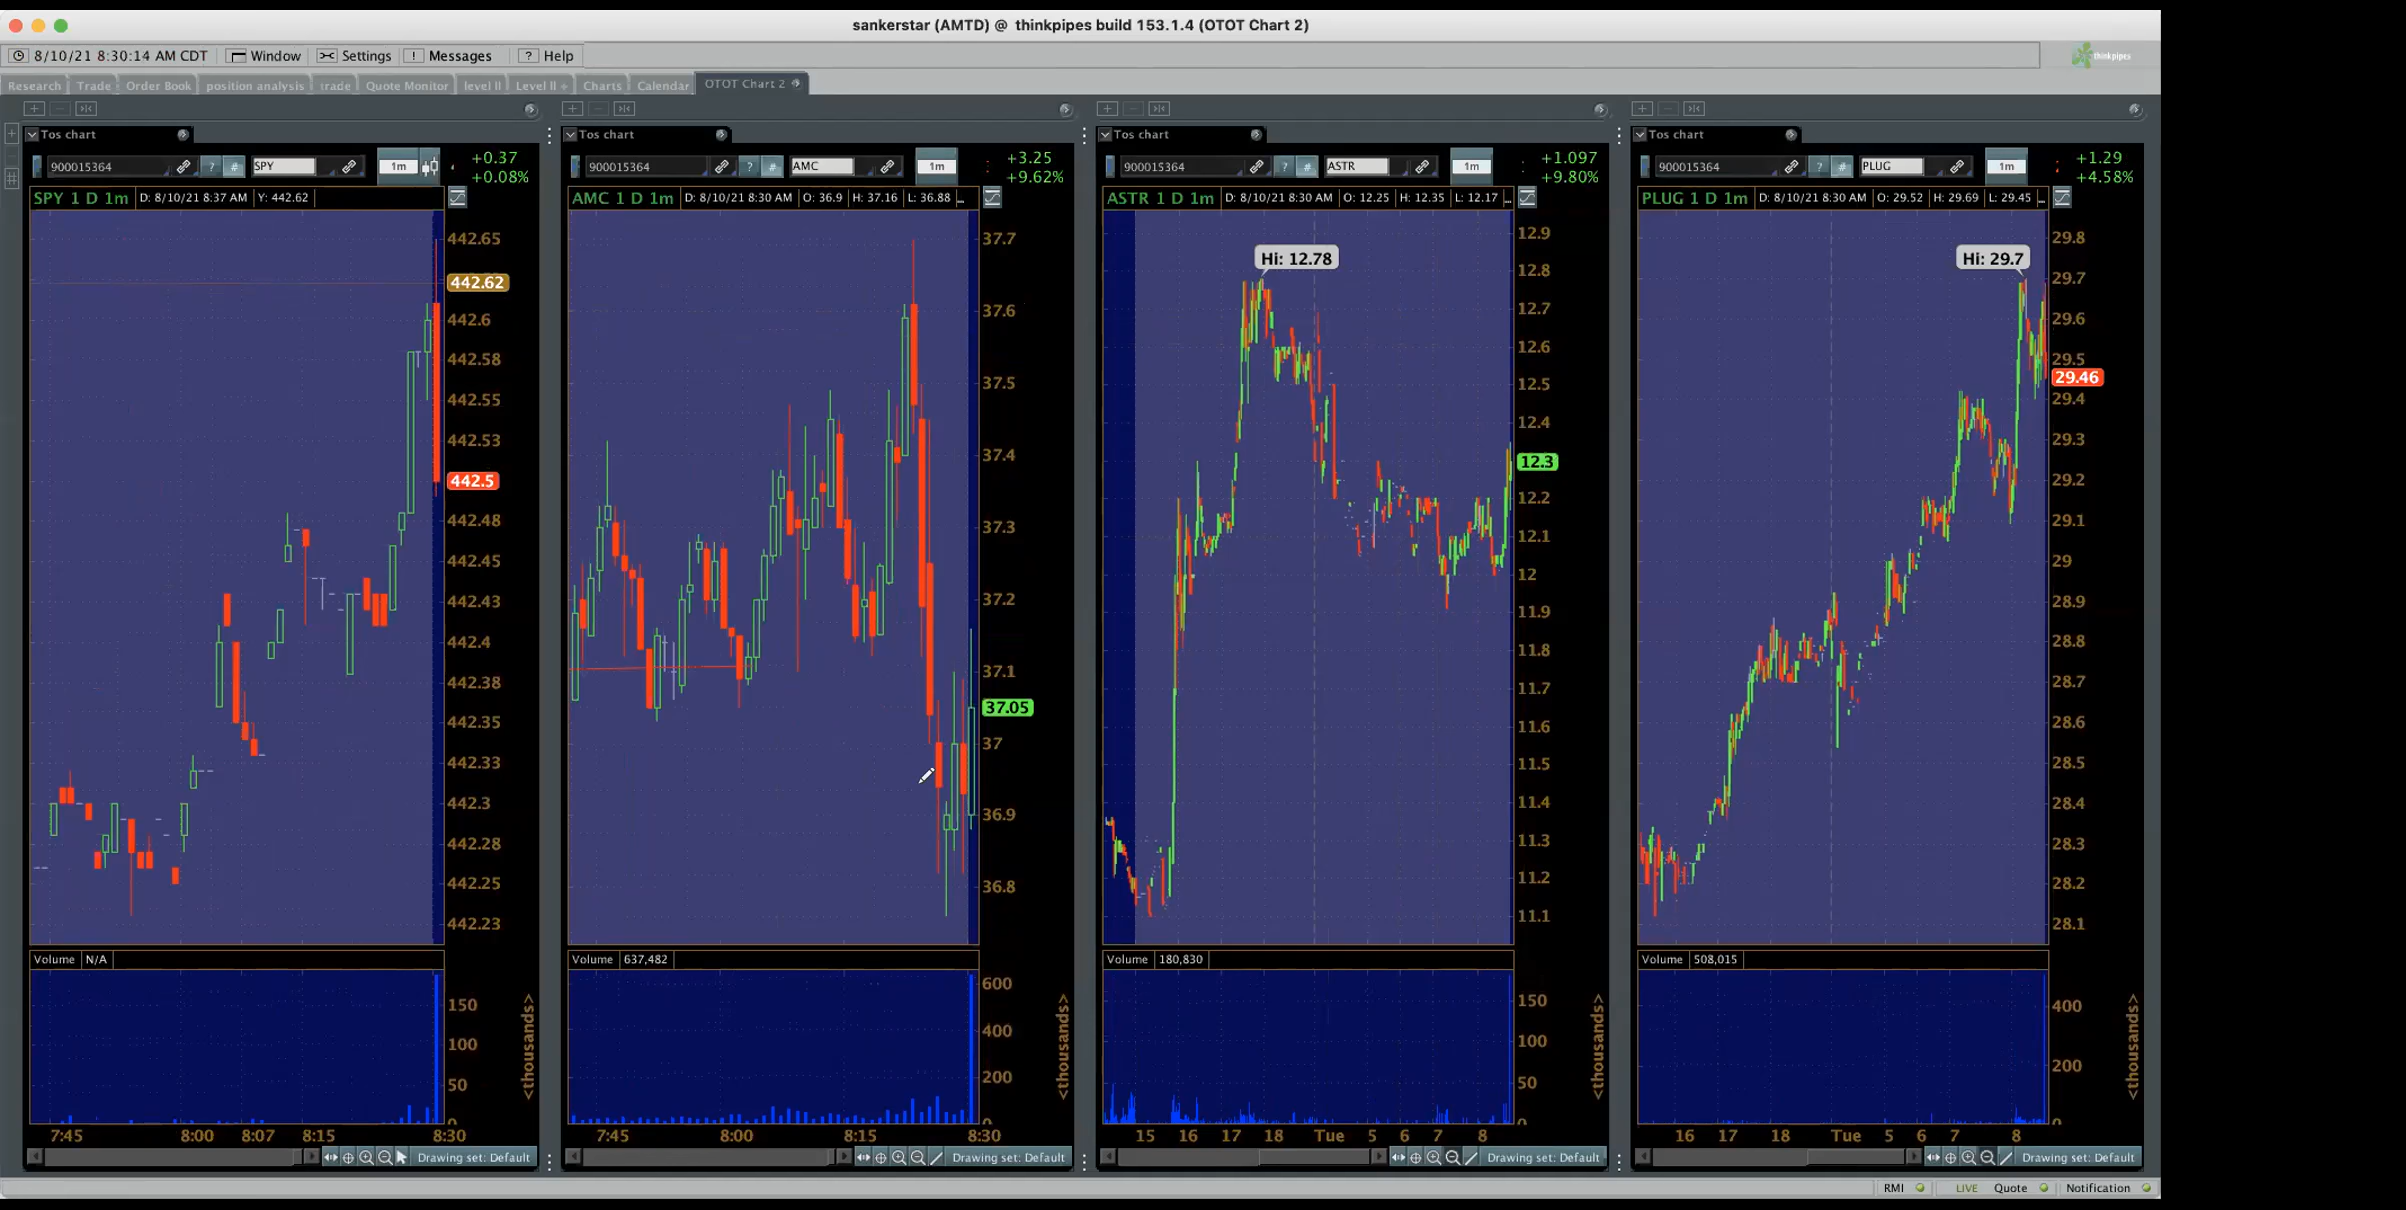 sankerstar (AMTD) @ thinkpipes build 153.1.4 (OTOT Chart 2)
8/10/21 8:30:14 AM CDT Window Settings ! Messages ? Help
thinkpipes
Research Trade Order Book position analysis trade Quote Monitor level II Level II + Charts Calendar OTOT Chart 2
Tos chart
900015364 ? # SPY 1m +0.37
+0.08%
SPY 1 D 1m D: 8/10/21 8:37 AM Y: 442.62
442.65
442.62
442.6
442.58
442.55
442.53
442.5
442.48
442.45
442.43
442.4
442.38
442.35
442.33
442.3
442.28
442.25
442.23
Volume N/A
150
100
50
0
<thousands>
7:45 8:00 8:07 8:15 8:30
Drawing set: Default
Tos chart
900015364 ? # AMC 1m +3.25
+9.62%
AMC 1 D 1m D: 8/10/21 8:30 AM O: 36.9 H: 37.16 L: 36.88 ...
37.7
37.6
37.5
37.4
37.3
37.2
37.1
37.05
37
36.9
36.8
Volume 637,482
600
400
200
0
<thousands>
7:45 8:00 8:15 8:30
Drawing set: Default
Tos chart
900015364 ? # ASTR 1m +1.097
+9.80%
ASTR 1 D 1m D: 8/10/21 8:30 AM O: 12.25 H: 12.35 L: 12.17 ...
Hi: 12.78
12.9
12.8
12.7
12.6
12.5
12.4
12.3
12.2
12.1
12
11.9
11.8
11.7
11.6
11.5
11.4
11.3
11.2
11.1
Volume 180,830
150
100
50
0
<thousands>
15 16 17 18 Tue 5 6 7 8
Drawing set: Default
Tos chart
900015364 ? # PLUG 1m +1.29
+4.58%
PLUG 1 D 1m D: 8/10/21 8:30 AM O: 29.52 H: 29.69 L: 29.45 ...
Hi: 29.7
29.8
29.7
29.6
29.5
29.46
29.4
29.3
29.2
29.1
29
28.9
28.8
28.7
28.6
28.5
28.4
28.3
28.2
28.1
Volume 508,015
400
200
0
<thousands>
16 17 18 Tue 5 6 7 8
Drawing set: Default
RMI LIVE Quote Notification